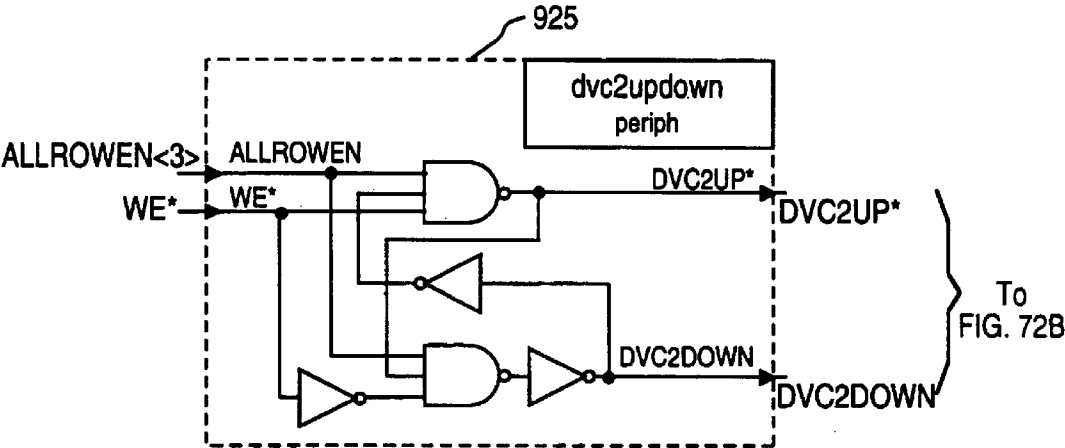 925
dvc2updown
periph
ALLROWEN<3>
ALLROWEN
WE*
WE*
DVC2UP*
DVC2UP*
To
FIG. 72B
DVC2DOWN
DVC2DOWN